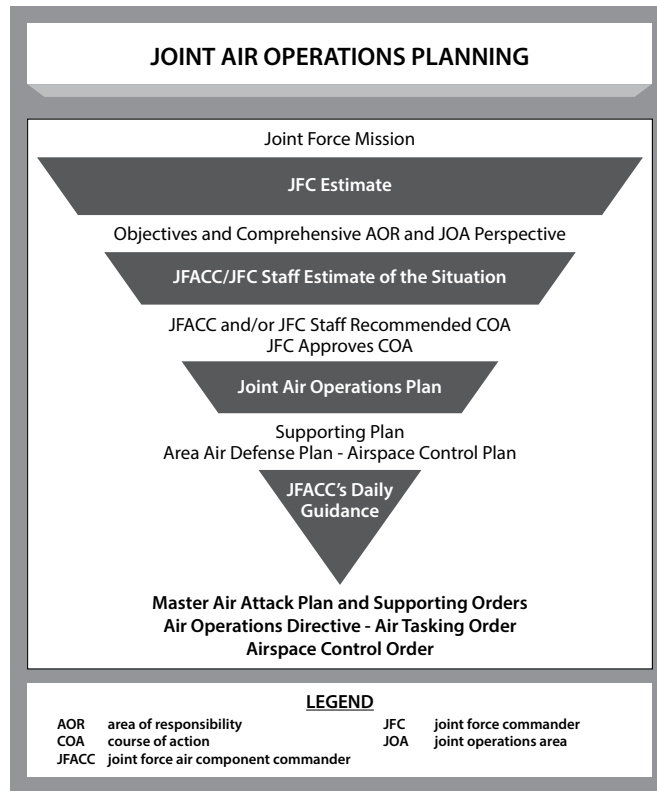 JOINT AIR OPERATIONS PLANNING
Joint Force Mission
JFC Estimate
Objectives and Comprehensive AOR and JOA Perspective
JFACC/JFC Staff Estimate of the Situation
JFACC and/or JFC Staff Recommended COA
JFC Approves COA
Joint Air Operations Plan
Supporting Plan
Area Air Defense Plan - Airspace Control Plan
JFACC’s Daily
Guidance
Master Air Attack Plan and Supporting Orders
Air Operations Directive - Air Tasking Order
Airspace Control Order
LEGEND
AOR area of responsibility
COA course of action
JFACC joint force air component commander
JFC joint force commander
JOA joint operations area